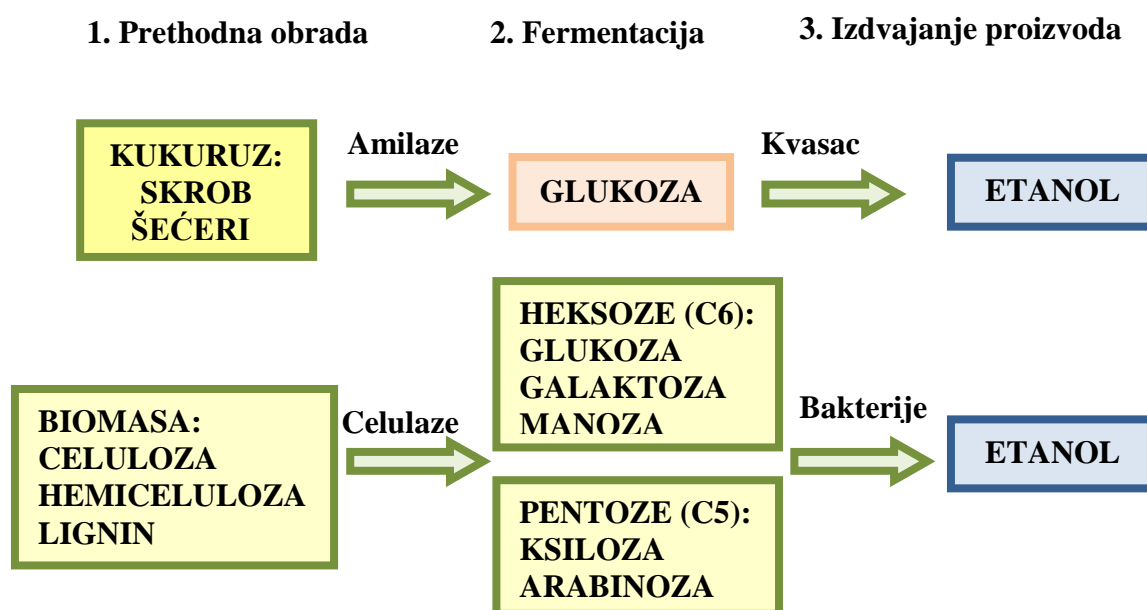 1. Prethodna obrada
2. Fermentacija
3. Izdvajanje proizvoda
KUKURUZ:
SKROB
ŠEĆERI
Amilaze
GLUKOZA
Kvasac
ETANOL
BIOMASA:
CELULOZA
HEMICELULOZA
LIGNIN
Celulaze
HEKSOZE (C6):
GLUKOZA
GALAKTOZA
MANOZA
PENTOZE (C5):
KSILOZA
ARABINOZA
Bakterije
ETANOL